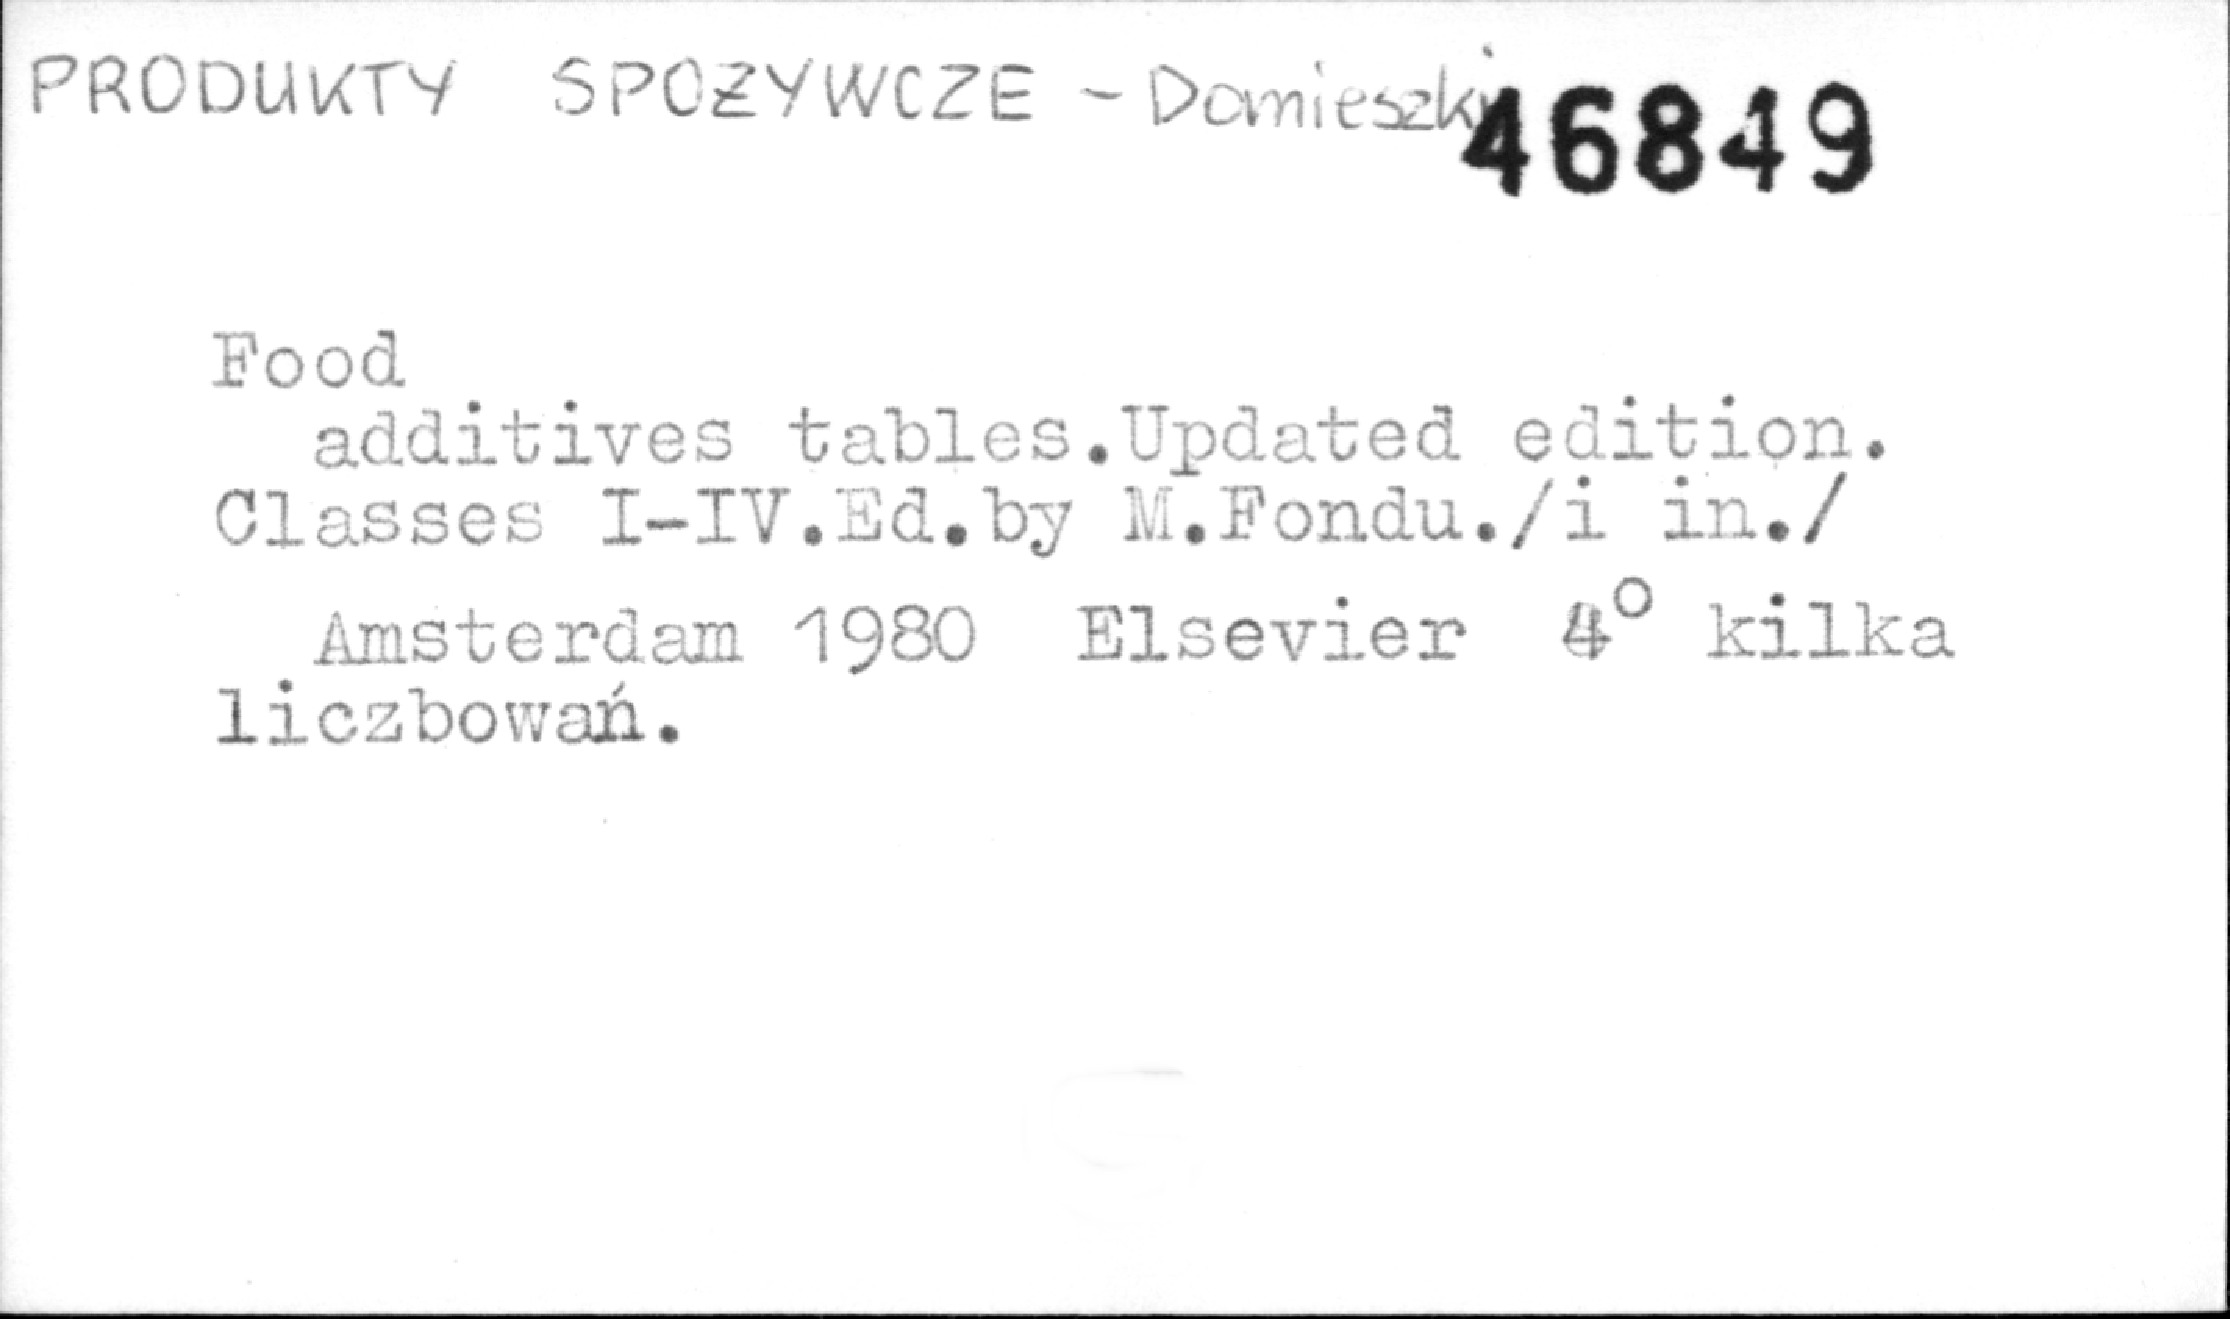 PRODUKTY SPOŻYWCZE - Domieszki 46849
Food
additives tables.Updated edition.
Classes I-IV.Ed.by M.Fondu./i in./
Amsterdam 1980 Elsevier 4° kilka
liczbowań.